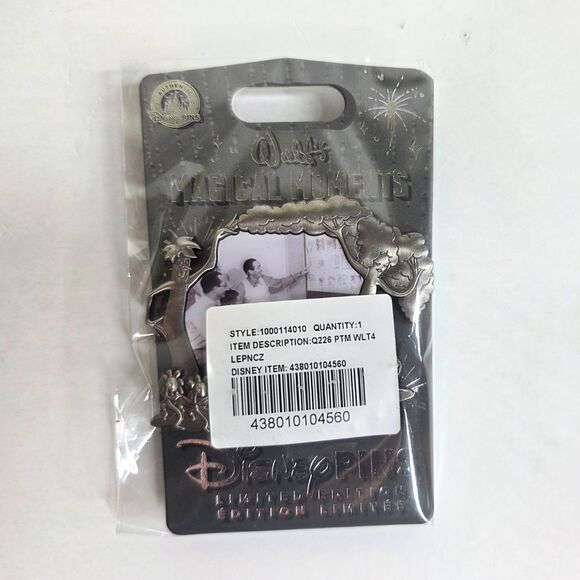 AUTHENTIC
DISNEY PINS
Walt's
MAGICAL MOMENTS
STYLE:1000114010 QUANTITY:1
ITEM DESCRIPTION:Q226 PTM WLT4
LEPNCZ
DISNEY ITEM: 438010104560
438010104560
Disney PINS
LIMITED EDITION
ÉDITION LIMITÉE